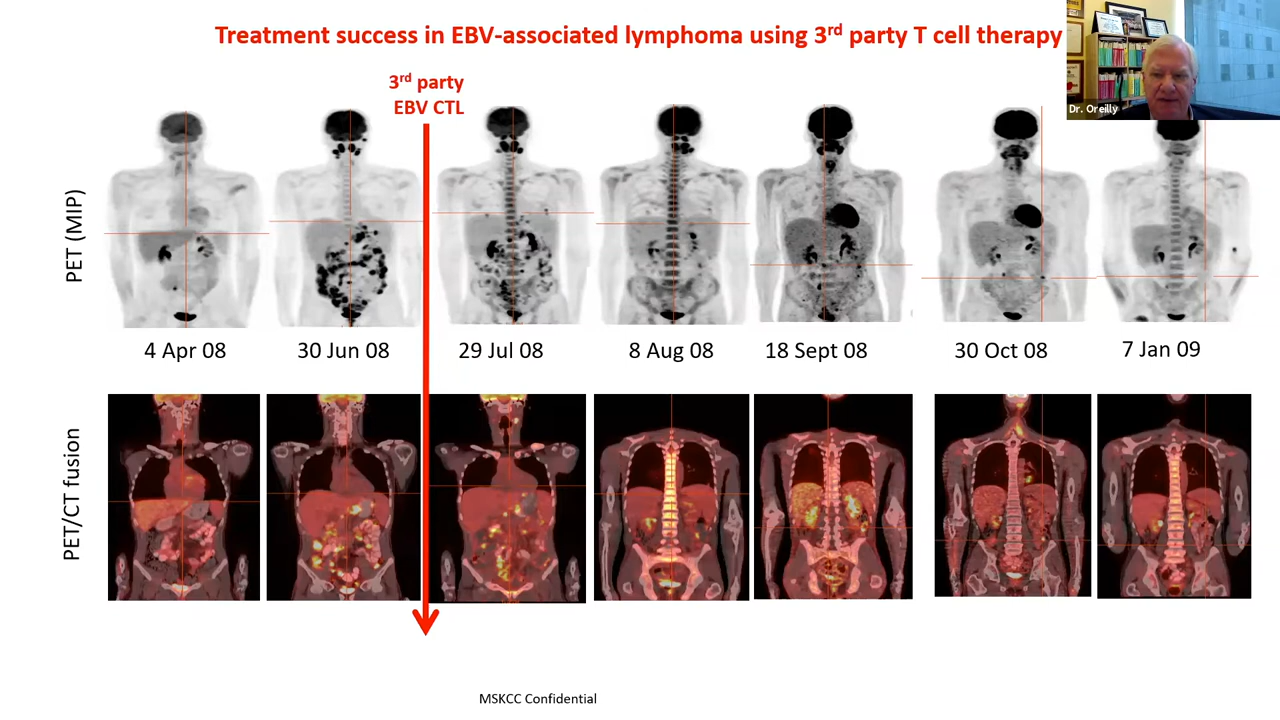 Treatment success in EBV-associated lymphoma using 3rd party T cell therapy
Dr. Oreilly
3rd party
EBV CTL
PET (MIP)
4 Apr 08
30 Jun 08
29 Jul 08
8 Aug 08
18 Sept 08
30 Oct 08
7 Jan 09
PET/CT fusion
MSKCC Confidential